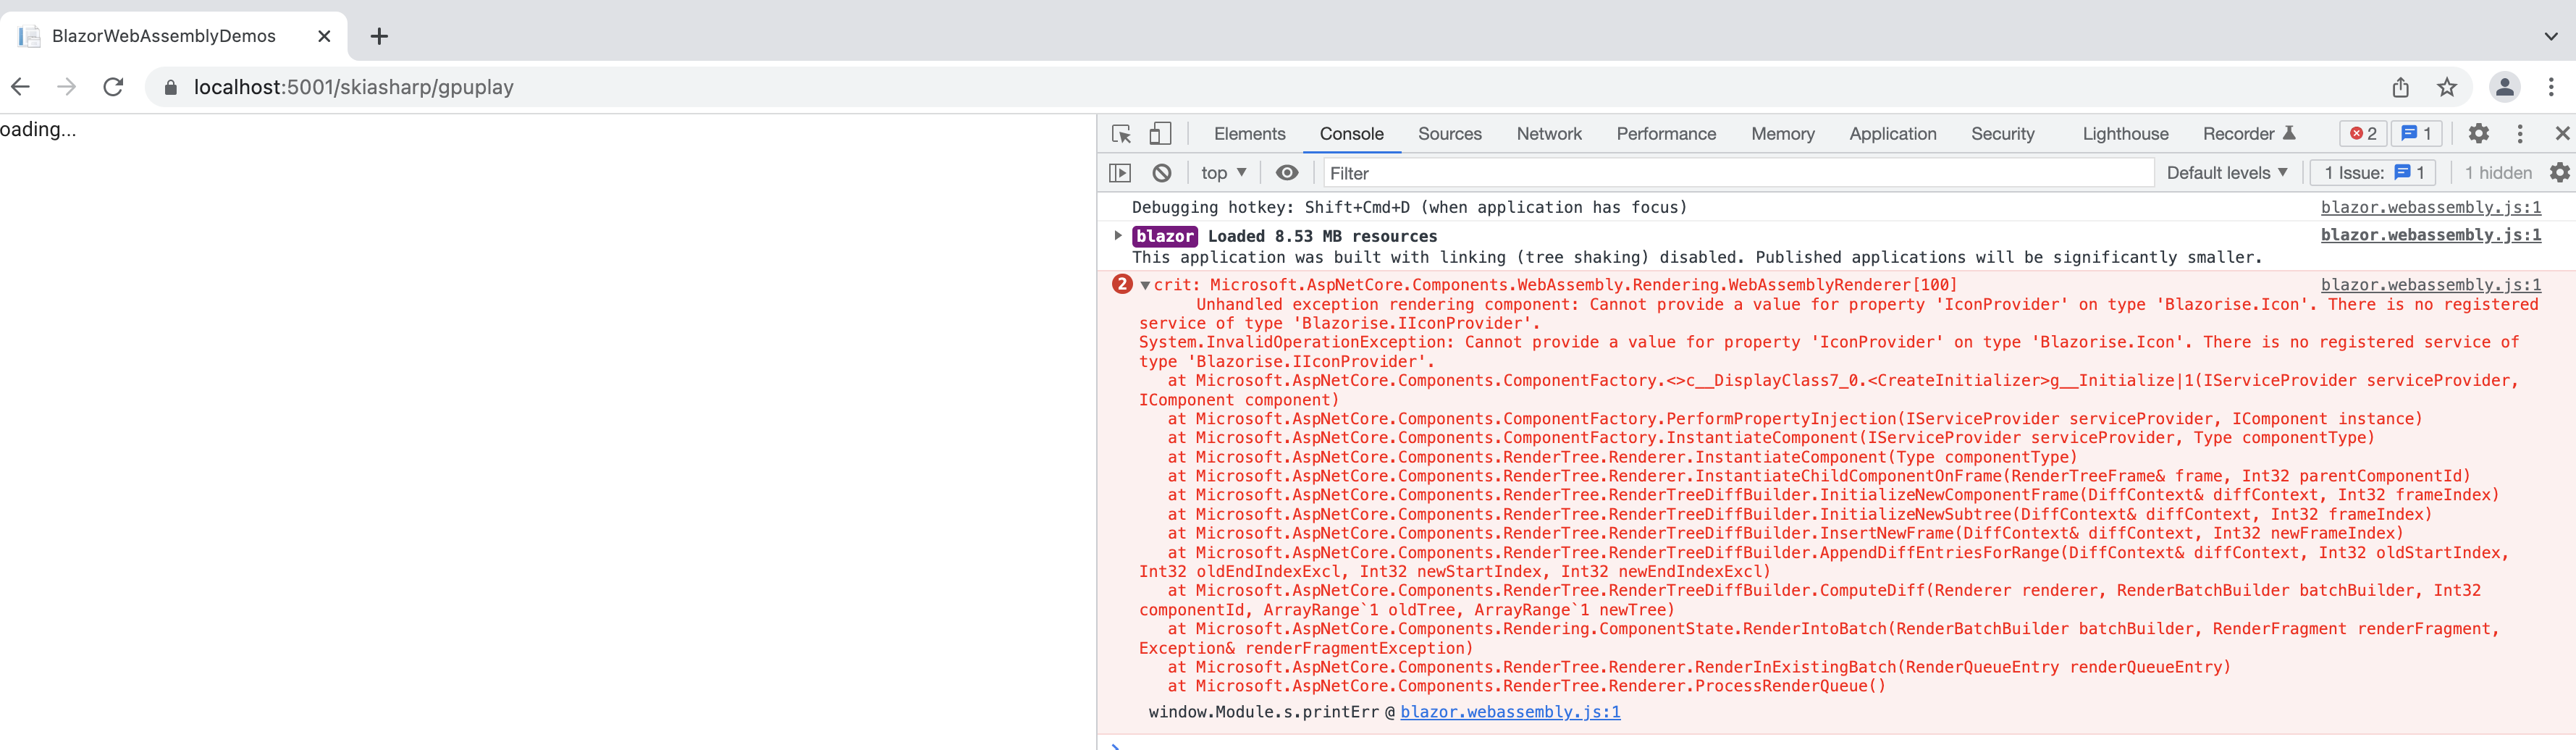 BlazorWebAssemblyDemos
localhost:5001/skiasharp/gpuplay
oading...
Elements Console Sources Network Performance Memory Application Security Lighthouse Recorder 2 1
top Filter Default levels 1 Issue: 1 1 hidden
Debugging hotkey: Shift+Cmd+D (when application has focus) blazor.webassembly.js:1
blazor Loaded 8.53 MB resources blazor.webassembly.js:1
This application was built with linking (tree shaking) disabled. Published applications will be significantly smaller.
2 crit: Microsoft.AspNetCore.Components.WebAssembly.Rendering.WebAssemblyRenderer[100] blazor.webassembly.js:1
Unhandled exception rendering component: Cannot provide a value for property 'IconProvider' on type 'Blazorise.Icon'. There is no registered
service of type 'Blazorise.IIconProvider'.
System.InvalidOperationException: Cannot provide a value for property 'IconProvider' on type 'Blazorise.Icon'. There is no registered service of
type 'Blazorise.IIconProvider'.
at Microsoft.AspNetCore.Components.ComponentFactory.<>c__DisplayClass7_0.<CreateInitializer>g__Initialize|1(IServiceProvider serviceProvider,
IComponent component)
at Microsoft.AspNetCore.Components.ComponentFactory.PerformPropertyInjection(IServiceProvider serviceProvider, IComponent instance)
at Microsoft.AspNetCore.Components.ComponentFactory.InstantiateComponent(IServiceProvider serviceProvider, Type componentType)
at Microsoft.AspNetCore.Components.RenderTree.Renderer.InstantiateComponent(Type componentType)
at Microsoft.AspNetCore.Components.RenderTree.Renderer.InstantiateChildComponentOnFrame(RenderTreeFrame& frame, Int32 parentComponentId)
at Microsoft.AspNetCore.Components.RenderTree.RenderTreeDiffBuilder.InitializeNewComponentFrame(DiffContext& diffContext, Int32 frameIndex)
at Microsoft.AspNetCore.Components.RenderTree.RenderTreeDiffBuilder.InitializeNewSubtree(DiffContext& diffContext, Int32 frameIndex)
at Microsoft.AspNetCore.Components.RenderTree.RenderTreeDiffBuilder.InsertNewFrame(DiffContext& diffContext, Int32 newFrameIndex)
at Microsoft.AspNetCore.Components.RenderTree.RenderTreeDiffBuilder.AppendDiffEntriesForRange(DiffContext& diffContext, Int32 oldStartIndex,
Int32 oldEndIndexExcl, Int32 newStartIndex, Int32 newEndIndexExcl)
at Microsoft.AspNetCore.Components.RenderTree.RenderTreeDiffBuilder.ComputeDiff(Renderer renderer, RenderBatchBuilder batchBuilder, Int32
componentId, ArrayRange`1 oldTree, ArrayRange`1 newTree)
at Microsoft.AspNetCore.Components.Rendering.ComponentState.RenderIntoBatch(RenderBatchBuilder batchBuilder, RenderFragment renderFragment,
Exception& renderFragmentException)
at Microsoft.AspNetCore.Components.RenderTree.Renderer.RenderInExistingBatch(RenderQueueEntry renderQueueEntry)
at Microsoft.AspNetCore.Components.RenderTree.Renderer.ProcessRenderQueue()
window.Module.s.printErr @ blazor.webassembly.js:1